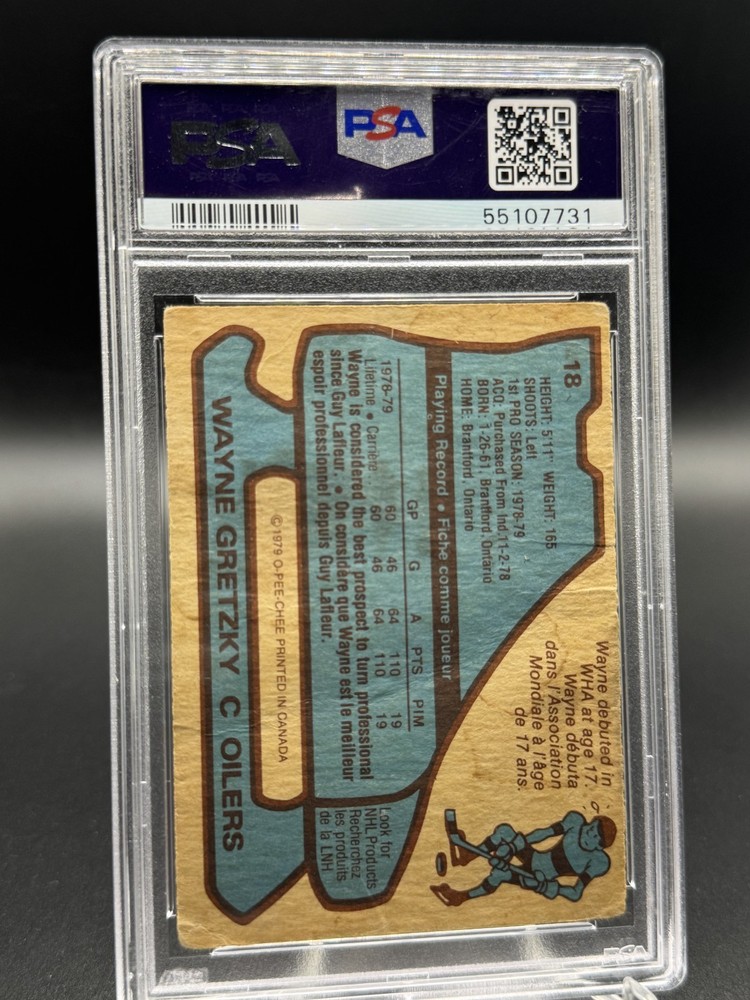 PSA
PSA
55107731
18
HEIGHT: 5'11" WEIGHT: 165
SHOOTS: Left
1st PRO SEASON: 1978-79
ACQ: Purchased From Ind 11-2-78
BORN: 1-26-61, Brantford, Ontario
HOME: Brantford, Ontario
Wayne debuted in
WHA at age 17.
Wayne débuta
dans l'Association
Mondiale à l'âge
de 17 ans.
Playing Record • Fiche comme joueur
GP G A PTS PIM
1978-79 60 46 64 110 19
Lifetime • Carrière 60 46 64 110 19
Wayne is considered the best prospect to turn professional
since Guy Lafleur. • On considère que Wayne est le meilleur
espoir professionnel depuis Guy Lafleur.
Look for
NHL Products
Recherchez
les produits
de la LNH
©1979 O-PEE-CHEE PRINTED IN CANADA
WAYNE GRETZKY C OILERS
PSA